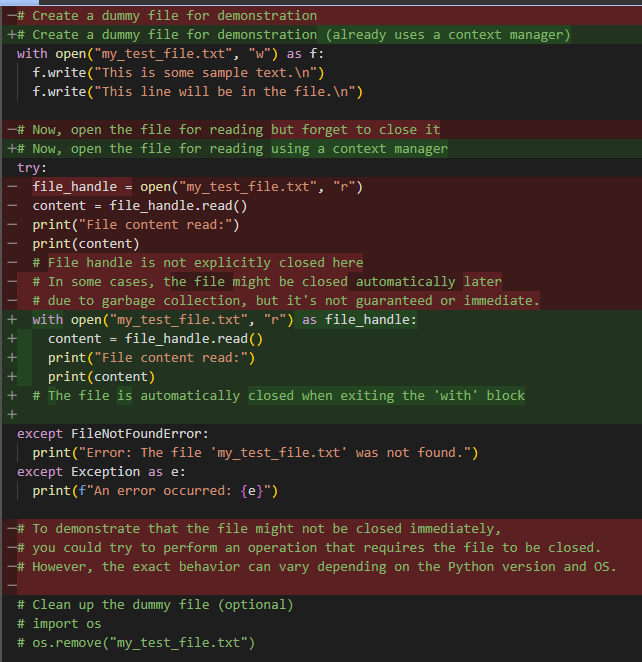 −# Create a dummy file for demonstration
+# Create a dummy file for demonstration (already uses a context manager)
with open("my_test_file.txt", "w") as f:
  f.write("This is some sample text.\n")
  f.write("This line will be in the file.\n")

−# Now, open the file for reading but forget to close it
+# Now, open the file for reading using a context manager
try:
−  file_handle = open("my_test_file.txt", "r")
−  content = file_handle.read()
−  print("File content read:")
−  print(content)
−  # File handle is not explicitly closed here
−  # In some cases, the file might be closed automatically later
−  # due to garbage collection, but it's not guaranteed or immediate.
+  with open("my_test_file.txt", "r") as file_handle:
+    content = file_handle.read()
+    print("File content read:")
+    print(content)
+  # The file is automatically closed when exiting the 'with' block
+
except FileNotFoundError:
  print("Error: The file 'my_test_file.txt' was not found.")
except Exception as e:
  print(f"An error occurred: {e}")

−# To demonstrate that the file might not be closed immediately,
−# you could try to perform an operation that requires the file to be closed.
−# However, the exact behavior can vary depending on the Python version and OS.
−
# Clean up the dummy file (optional)
# import os
# os.remove("my_test_file.txt")